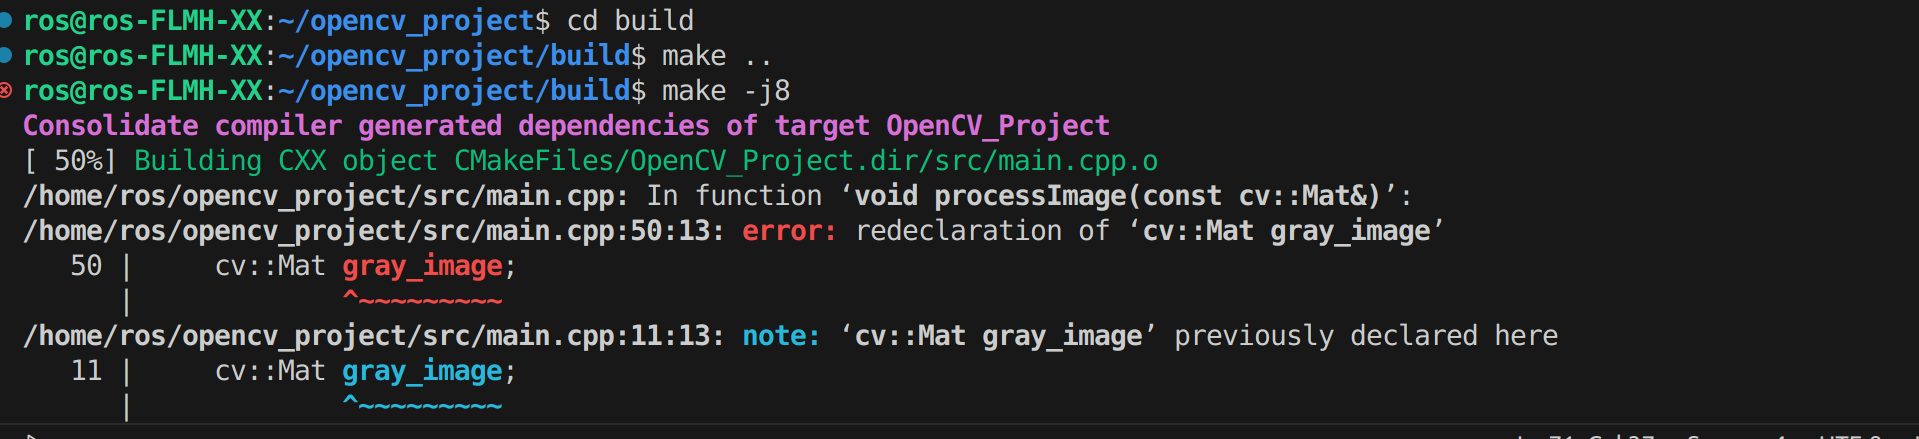 ros@ros-FLMH-XX:~/opencv_project$ cd build
ros@ros-FLMH-XX:~/opencv_project/build$ make ..
ros@ros-FLMH-XX:~/opencv_project/build$ make -j8
Consolidate compiler generated dependencies of target OpenCV_Project
[ 50%] Building CXX object CMakeFiles/OpenCV_Project.dir/src/main.cpp.o
/home/ros/opencv_project/src/main.cpp: In function ‘void processImage(const cv::Mat&)’:
/home/ros/opencv_project/src/main.cpp:50:13: error: redeclaration of ‘cv::Mat gray_image’
   50 |     cv::Mat gray_image;
      |             ^~~~~~~~~~
/home/ros/opencv_project/src/main.cpp:11:13: note: ‘cv::Mat gray_image’ previously declared here
   11 |     cv::Mat gray_image;
      |             ^~~~~~~~~~